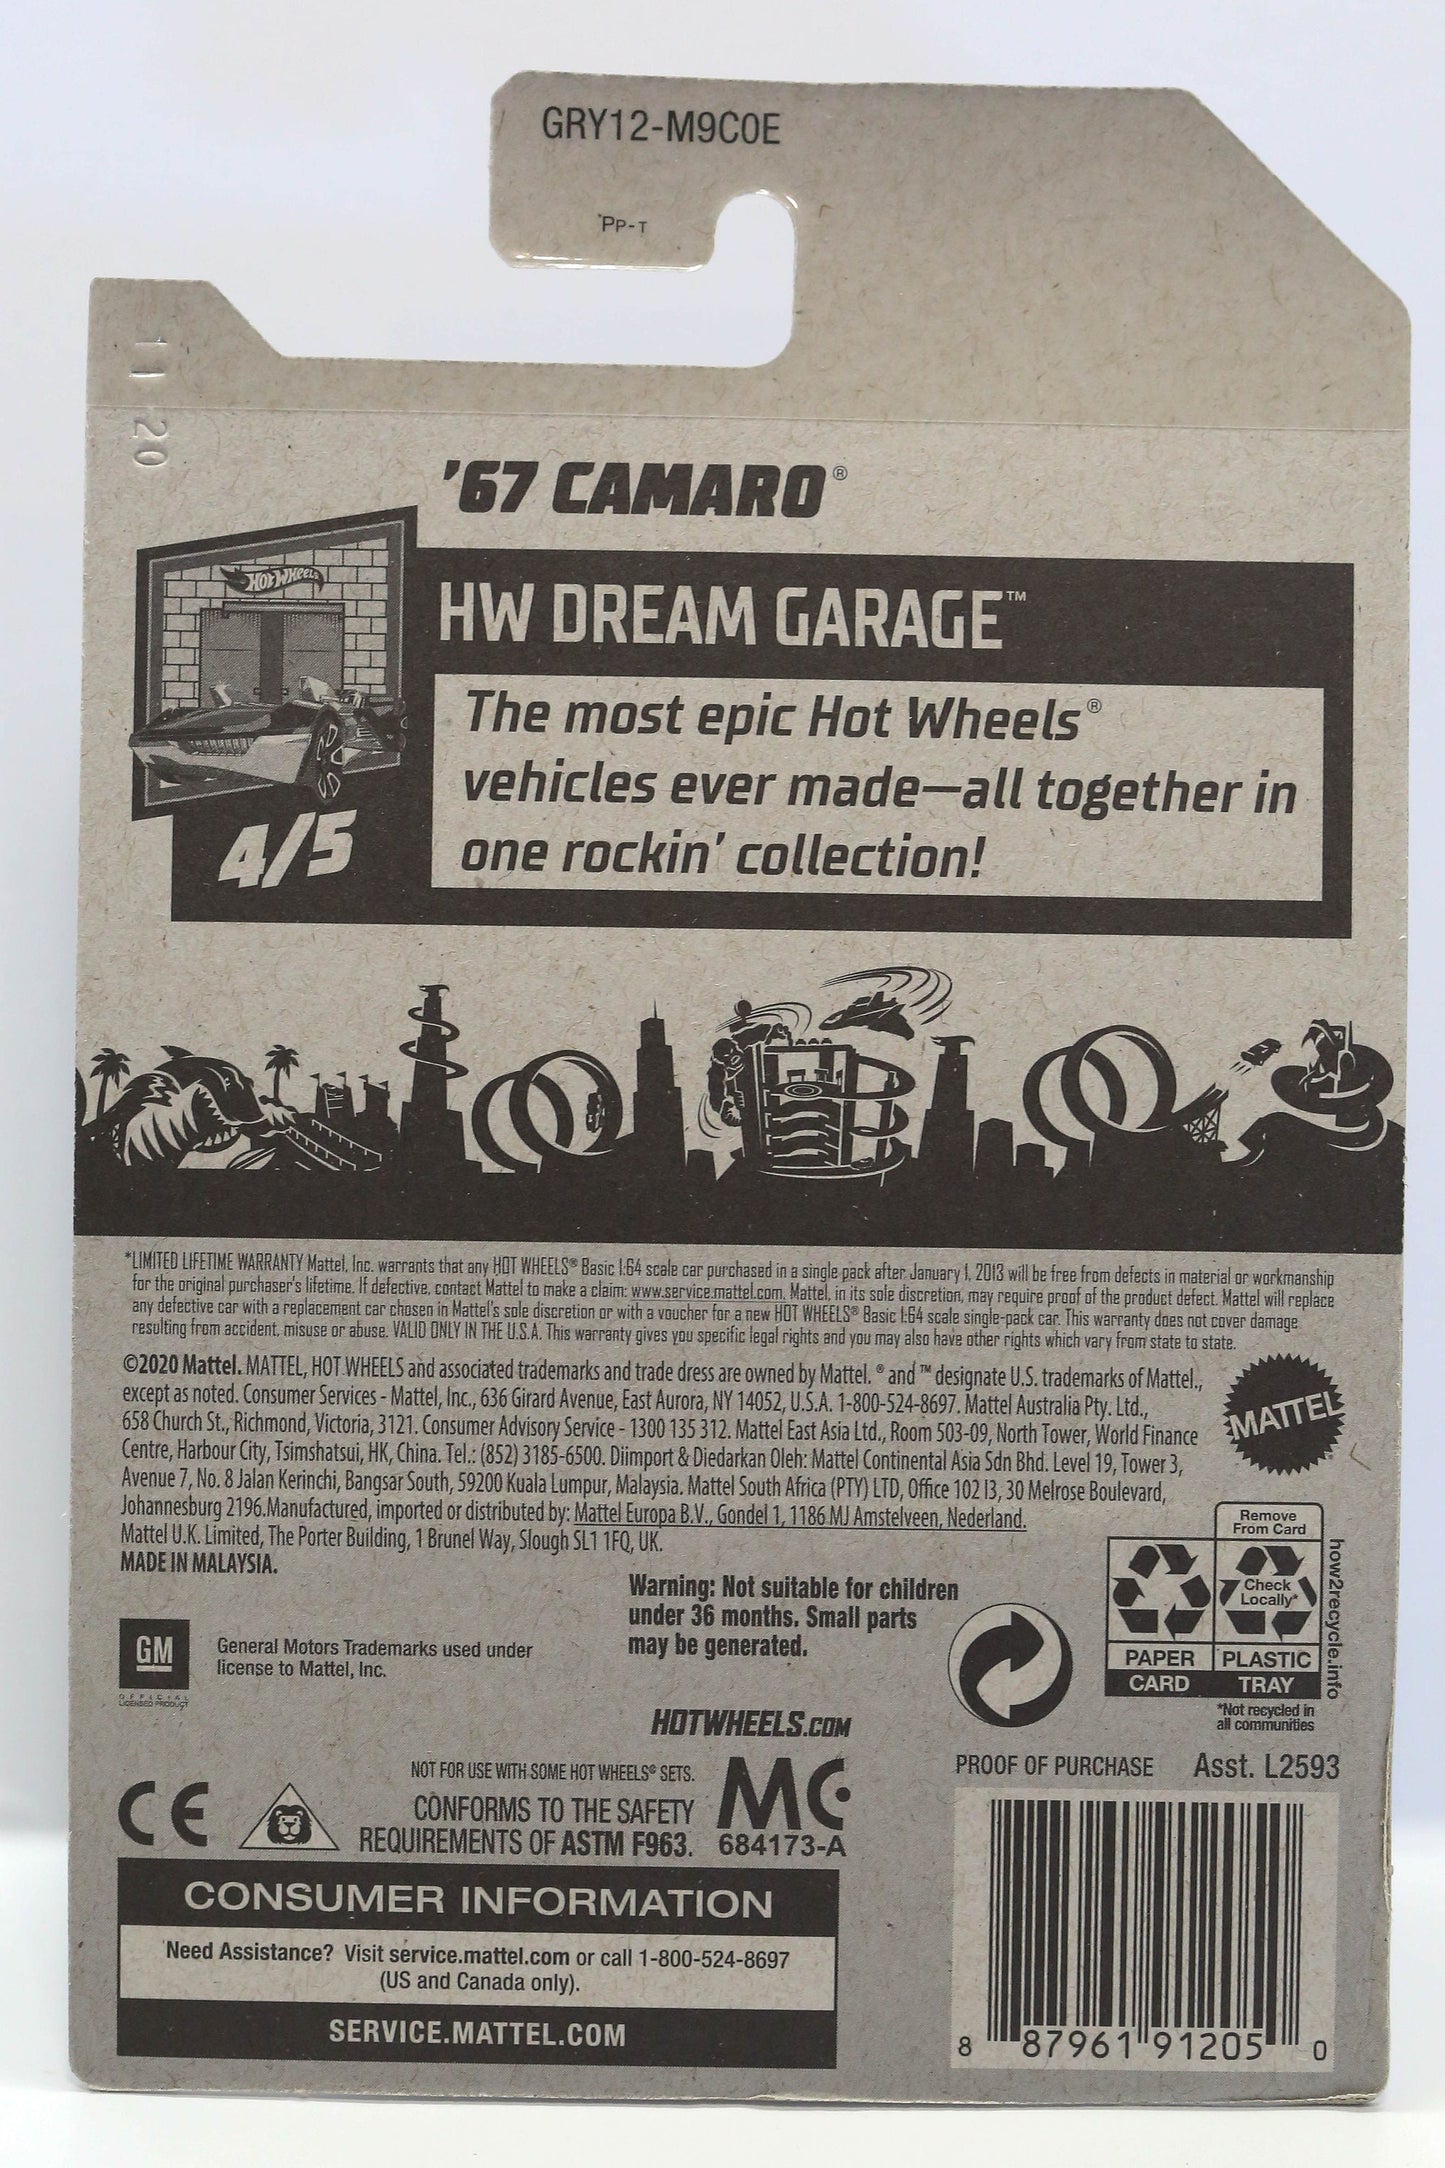 GRY12-M9C0E
*PP-T
11 20
'67 CAMARO®
HOT WHEELS
HW DREAM GARAGE™
The most epic Hot Wheels®
vehicles ever made—all together in
one rockin' collection!
4/5
*LIMITED LIFETIME WARRANTY Mattel, Inc. warrants that any HOT WHEELS® Basic 1:64 scale car purchased in a single pack after January 1, 2013 will be free from defects in material or workmanship
for the original purchaser's lifetime. If defective, contact Mattel to make a claim: www.service.mattel.com. Mattel, in its sole discretion, may require proof of the product defect. Mattel will replace
any defective car with a replacement car chosen in Mattel's sole discretion or with a voucher for a new HOT WHEELS® Basic 1:64 scale single-pack car. This warranty does not cover damage
resulting from accident, misuse or abuse. VALID ONLY IN THE U.S.A. This warranty gives you specific legal rights and you may also have other rights which vary from state to state.
©2020 Mattel. MATTEL, HOT WHEELS and associated trademarks and trade dress are owned by Mattel. ® and ™ designate U.S. trademarks of Mattel.,
except as noted. Consumer Services - Mattel, Inc., 636 Girard Avenue, East Aurora, NY 14052, U.S.A. 1-800-524-8697. Mattel Australia Pty. Ltd.,
658 Church St., Richmond, Victoria, 3121. Consumer Advisory Service - 1300 135 312. Mattel East Asia Ltd., Room 503-09, North Tower, World Finance
Centre, Harbour City, Tsimshatsui, HK, China. Tel.: (852) 3185-6500. Diimport & Diedarkan Oleh: Mattel Continental Asia Sdn Bhd. Level 19, Tower 3,
Avenue 7, No. 8 Jalan Kerinchi, Bangsar South, 59200 Kuala Lumpur, Malaysia. Mattel South Africa (PTY) LTD, Office 102 I3, 30 Melrose Boulevard,
Johannesburg 2196.Manufactured, imported or distributed by: Mattel Europa B.V., Gondel 1, 1186 MJ Amstelveen, Nederland.
Mattel U.K. Limited, The Porter Building, 1 Brunel Way, Slough SL1 1FQ, UK.
MADE IN MALAYSIA.
MATTEL
Remove
From Card
Check
Locally*
PAPER
PLASTIC
CARD
TRAY
how2recycle.info
*Not recycled in
all communities
Warning: Not suitable for children
under 36 months. Small parts
may be generated.
GM
OFFICIAL
LICENSED PRODUCT
General Motors Trademarks used under
license to Mattel, Inc.
HOTWHEELS.COM
NOT FOR USE WITH SOME HOT WHEELS® SETS.
CONFORMS TO THE SAFETY
REQUIREMENTS OF ASTM F963.
CE
MC
684173-A
PROOF OF PURCHASE
Asst. L2593
CONSUMER INFORMATION
Need Assistance? Visit service.mattel.com or call 1-800-524-8697
(US and Canada only).
SERVICE.MATTEL.COM
8 87961 91205 0